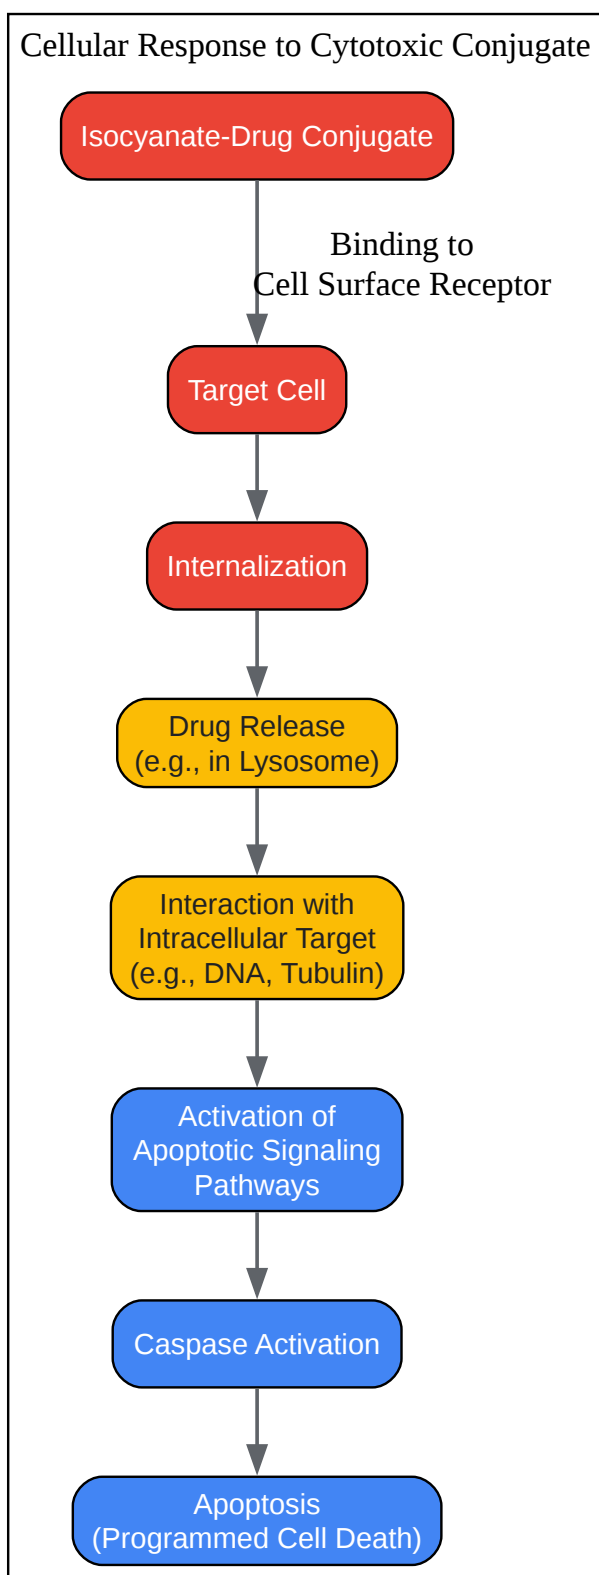 Cellular Response to Cytotoxic Conjugate
Isocyanate-Drug Conjugate
Binding to
Cell Surface Receptor
Target Cell
Internalization
Drug Release
(e.g., in Lysosome)
Interaction with
Intracellular Target
(e.g., DNA, Tubulin)
Activation of
Apoptotic Signaling
Pathways
Caspase Activation
Apoptosis
(Programmed Cell Death)